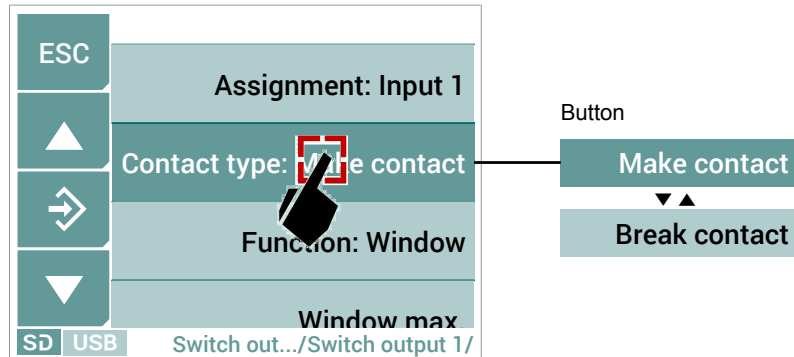 ESC
Assignment: Input 1
Contact type: Make contact
Function: Window
Window max.
SD USB Switch out.../Switch output 1/
Button
Make contact
Break contact